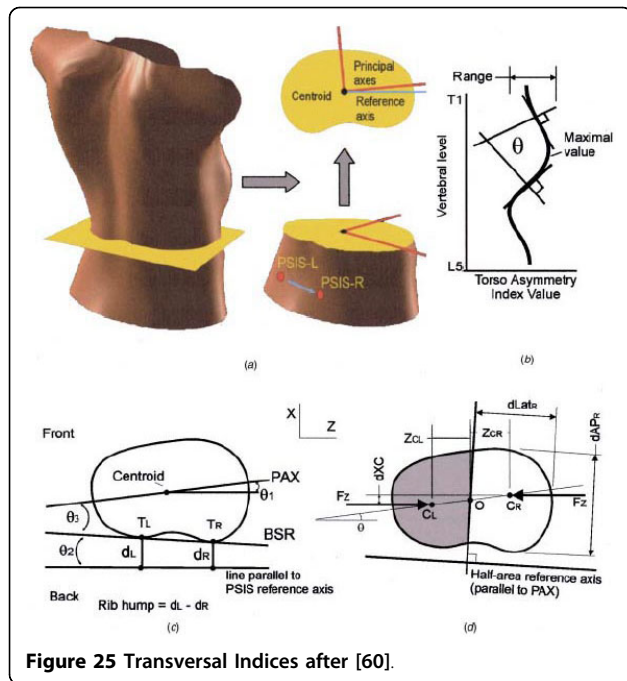 Principal
axes
Centroid
Reference
axis
PSIS-L
PSIS-R
(a)
Range
T1
Vertebral level
θ
Maximal
value
L5
Torso Asymmetry
Index Value
(b)
Front
X
Z
Centroid
PAX
θ1
θ3
TL
TR
BSR
θ2
dL
dR
line parallel to
PSIS reference axis
Back
Rib hump = dL - dR
(c)
dLatR
ZCL
ZCR
dAPR
dXC
Fz
Fz
CL
O
CR
θ
Half-area reference axis
(parallel to PAX)
(d)
Figure 25 Transversal Indices after [60].